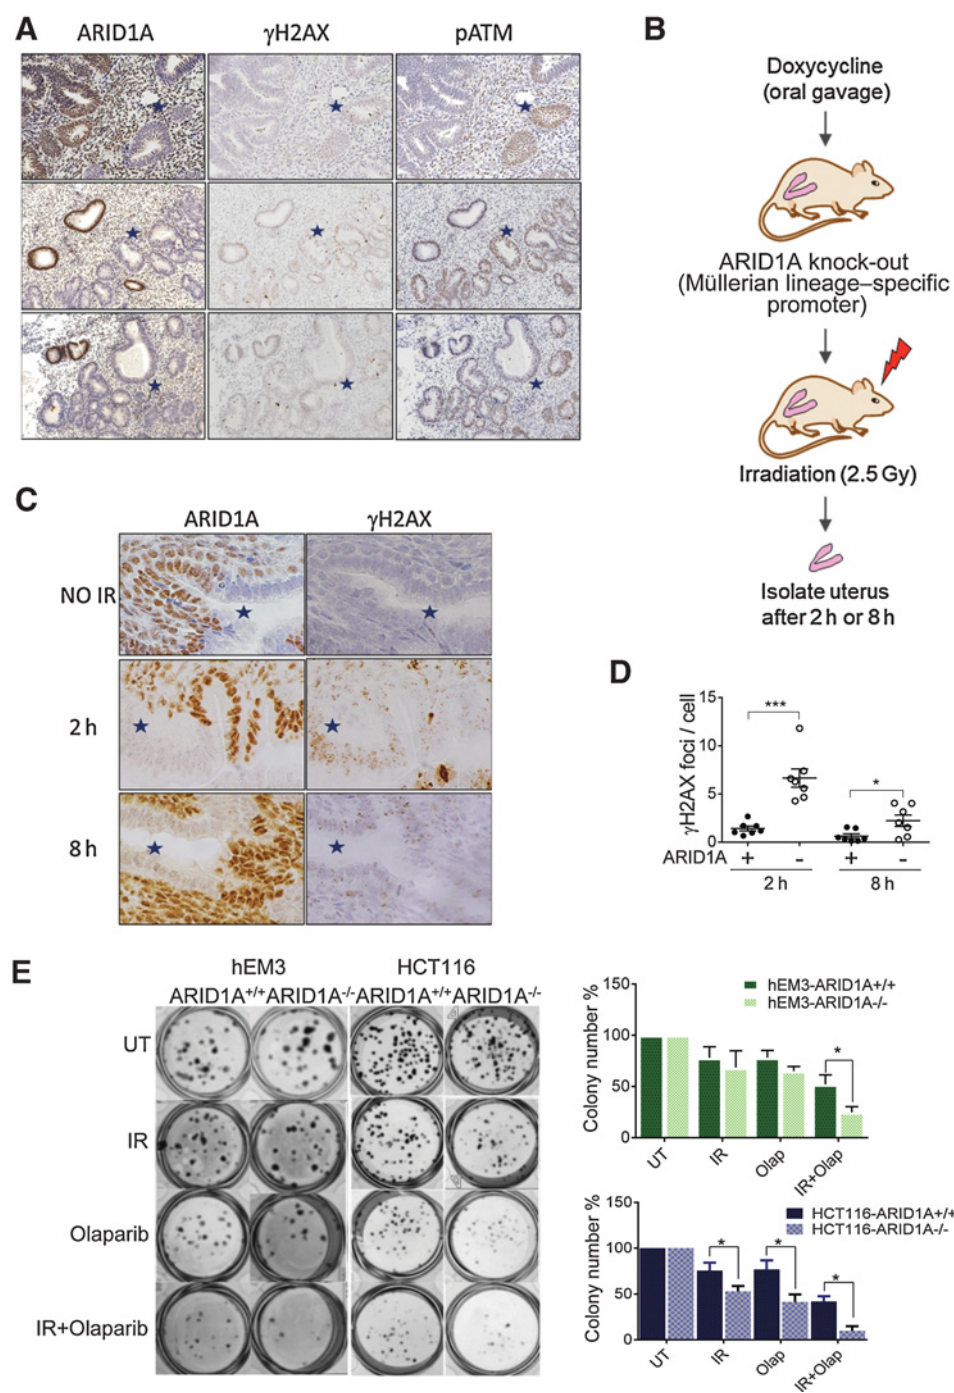 A
ARID1A γH2AX pATM
B
Doxycycline
(oral gavage)
ARID1A knock-out
(Müllerian lineage–specific
promoter)
Irradiation (2.5 Gy)
Isolate uterus
after 2 h or 8 h
C
ARID1A γH2AX
NO IR
2 h
8 h
D
γH2AX foci / cell
15
10
5
0
***
*
ARID1A + - + -
2 h 8 h
E
hEM3 HCT116
ARID1A+/+ ARID1A-/- ARID1A+/+ ARID1A-/-
UT
IR
Olaparib
IR+Olaparib
Colony number %
150
100
50
0
hEM3-ARID1A+/+
hEM3-ARID1A-/-
*
UT IR Olap IR+Olap
Colony number %
150
100
50
0
HCT116-ARID1A+/+
HCT116-ARID1A-/-
* * *
UT IR Olap IR+Olap